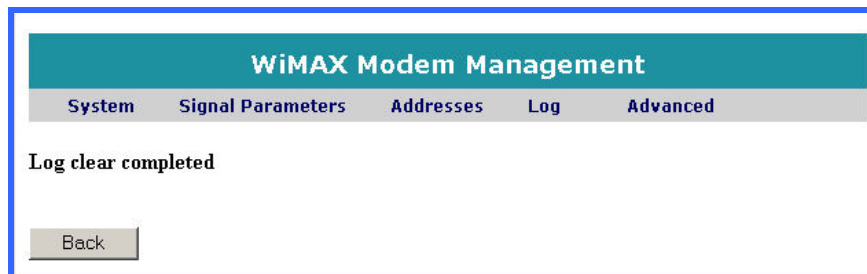 WiMAX Modem Management
System Signal Parameters Addresses Log Advanced
Log clear completed
Back